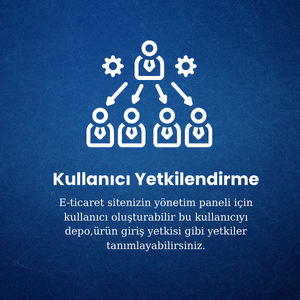 Kullanıcı Yetkilendirme
E-ticaret sitenizin yönetim paneli için
kullanıcı oluşturabilir bu kullanıcıyı
depo,ürün giriş yetkisi gibi yetkiler
tanımlayabilirsiniz.